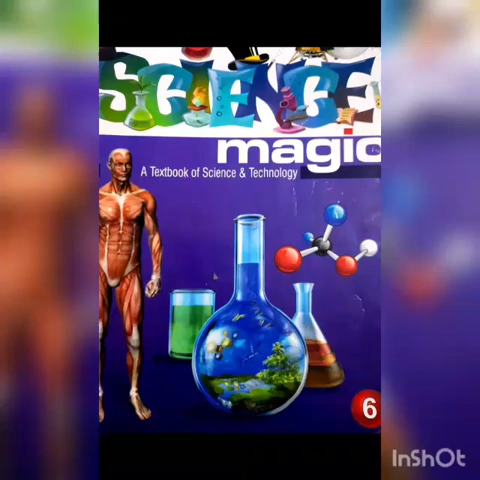 SCIENCE
magic
A Textbook of Science & Technology
6
InShOt